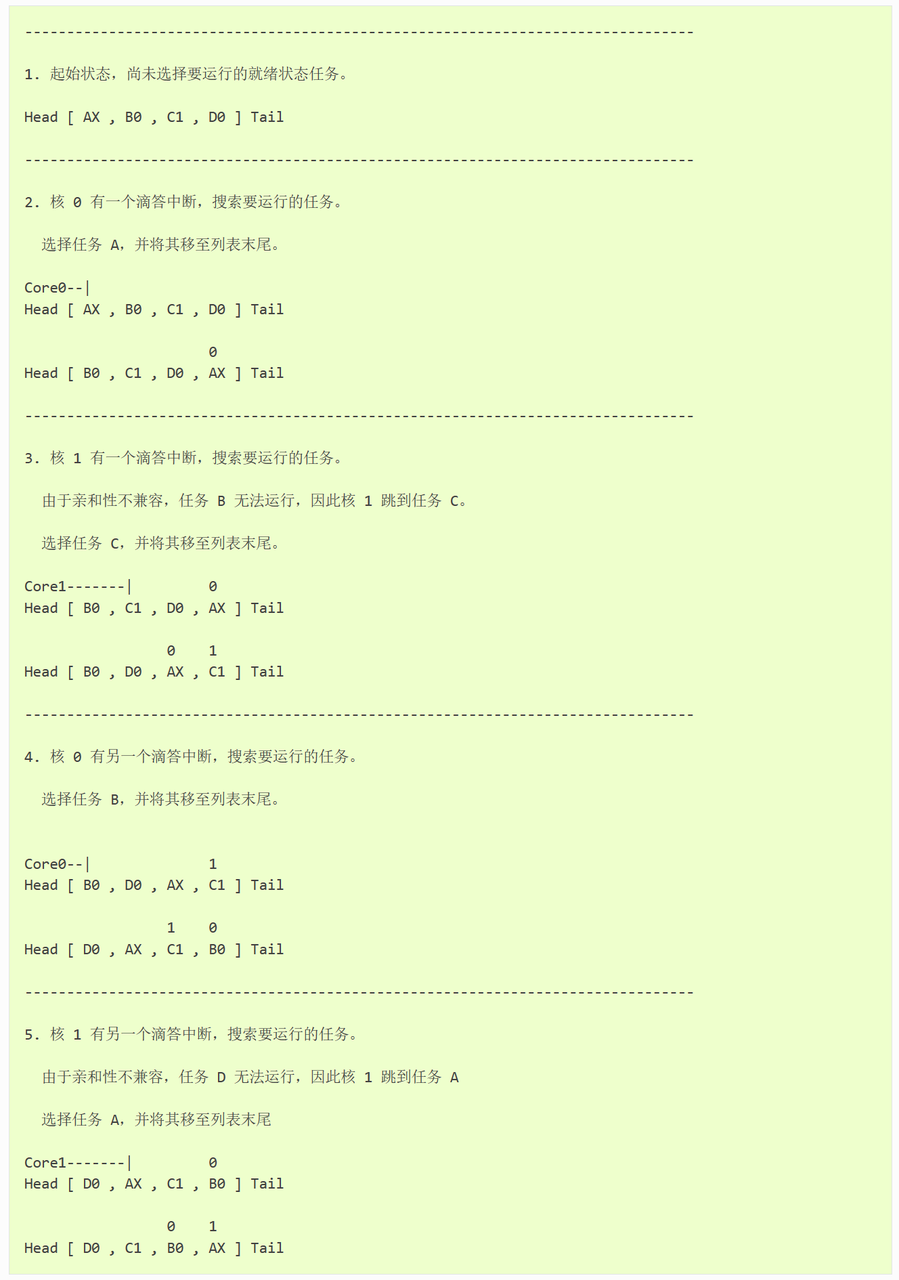 --------------------------------------------------------------------------------
1. 起始状态，尚未选择要运行的就绪状态任务。
Head [ AX , B0 , C1 , D0 ] Tail
--------------------------------------------------------------------------------
2. 核 0 有一个滴答中断，搜索要运行的任务。
  选择任务 A，并将其移至列表末尾。
Core0--|
Head [ AX , B0 , C1 , D0 ] Tail
                      0
Head [ B0 , C1 , D0 , AX ] Tail
--------------------------------------------------------------------------------
3. 核 1 有一个滴答中断，搜索要运行的任务。
  由于亲和性不兼容，任务 B 无法运行，因此核 1 跳到任务 C。
  选择任务 C，并将其移至列表末尾。
Core1-------|         0
Head [ B0 , C1 , D0 , AX ] Tail
                 0    1
Head [ B0 , D0 , AX , C1 ] Tail
--------------------------------------------------------------------------------
4. 核 0 有另一个滴答中断，搜索要运行的任务。
  选择任务 B，并将其移至列表末尾。
Core0--|              1
Head [ B0 , D0 , AX , C1 ] Tail
                 1    0
Head [ D0 , AX , C1 , B0 ] Tail
--------------------------------------------------------------------------------
5. 核 1 有另一个滴答中断，搜索要运行的任务。
  由于亲和性不兼容，任务 D 无法运行，因此核 1 跳到任务 A
  选择任务 A，并将其移至列表末尾
Core1-------|         0
Head [ D0 , AX , C1 , B0 ] Tail
                 0    1
Head [ D0 , C1 , B0 , AX ] Tail